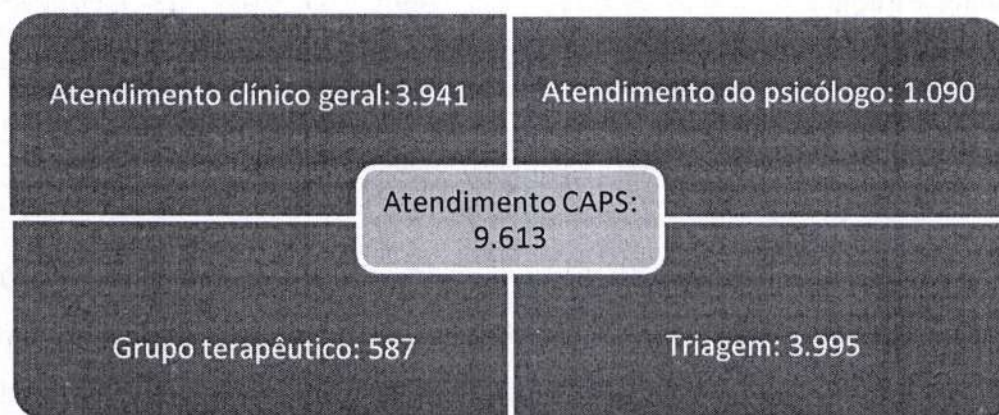 Atendimento clínico geral: 3.941
Atendimento do psicólogo: 1.090
Atendimento CAPS:
9.613
Grupo terapêutico: 587
Triagem: 3.995